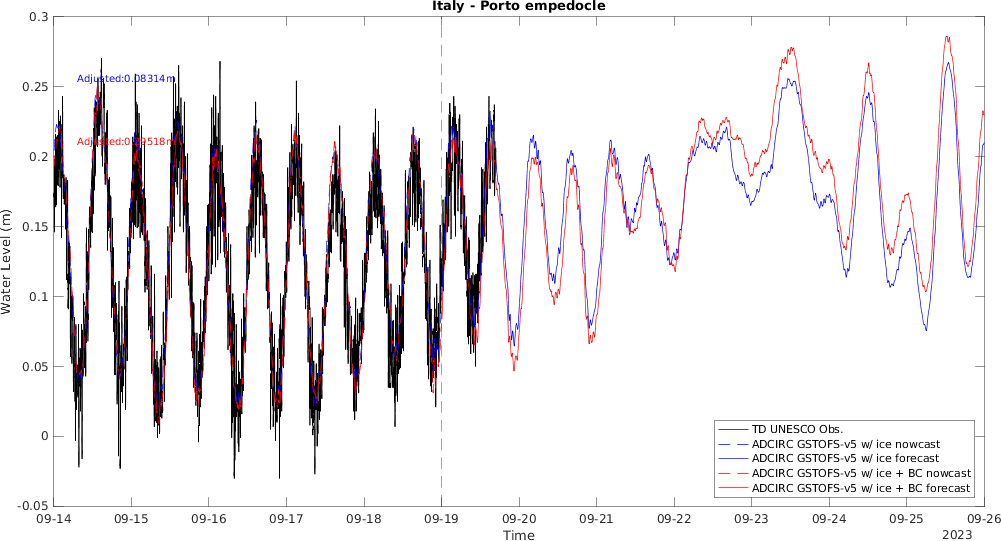 Italy - Porto empedocle
0.3
0.25
0.2
0.15
0.1
0.05
0
-0.05
Water Level (m)
Adjusted:0.08314m
TD UNESCO Obs.
ADCIRC GSTOFS-v5 w/ ice nowcast
ADCIRC GSTOFS-v5 w/ ice forecast
ADCIRC GSTOFS-v5 w/ ice + BC nowcast
ADCIRC GSTOFS-v5 w/ ice + BC forecast
09-14 09-15 09-16 09-17 09-18 09-19 09-20 09-21 09-22 09-23 09-24 09-25 09-26
Time
2023